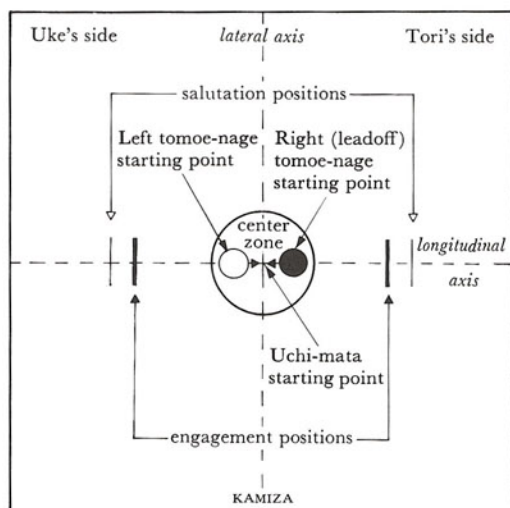 Uke's side
lateral axis
Tori's side
salutation positions
Left tomoe-nage
starting point
Right (leadoff)
tomoe-nage
starting point
center
zone
longitudinal
axis
Uchi-mata
starting point
engagement positions
KAMIZA